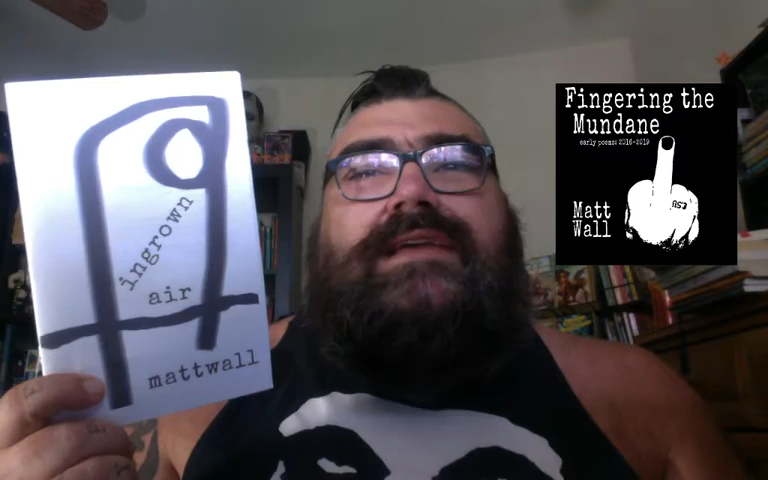 ingrown
air
mattwall
Fingering the
Mundane
early poems: 2016-2019
Matt
Wall